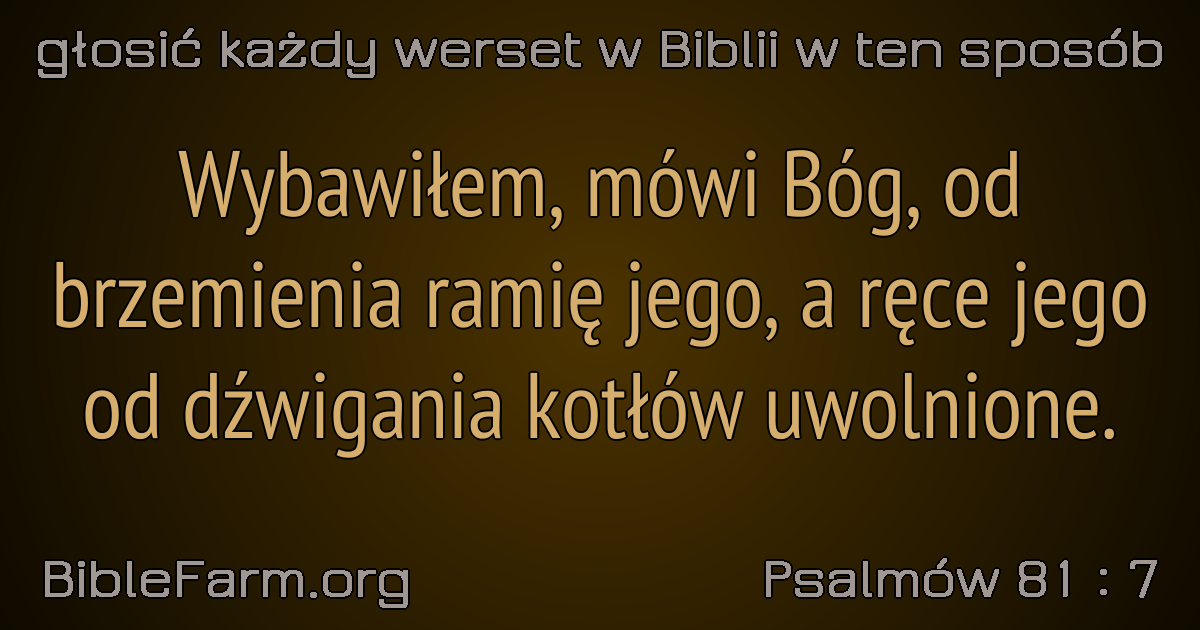 głosić każdy werset w Biblii w ten sposób
Wybawiłem, mówi Bóg, od
brzemienia ramię jego, a ręce jego
od dźwigania kotłów uwolnione.
BibleFarm.org
Psalmów 81 : 7